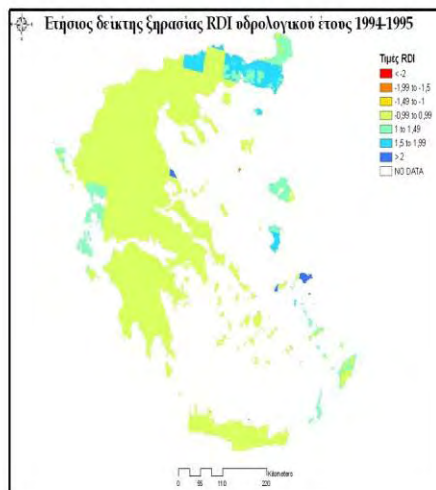 Ετήσιος δείκτης ξηρασίας RDI υδρολογικού έτους 1994-1995
Τιμές RDI
< -2
-1,99 to -1,5
-1,49 to -1
-0,99 to 0,99
1 to 1,49
1,5 to 1,99
> 2
NO DATA
Kilometers
0 55 110 220